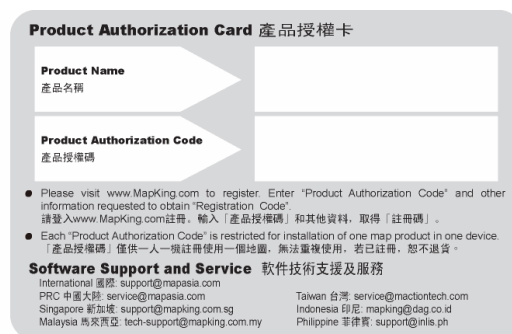 Product Authorization Card 產品授權卡
Product Name
產品名稱
Product Authorization Code
產品授權碼
● Please visit www.MapKing.com to register. Enter "Product Authorization Code" and other
information requested to obtain "Registration Code".
請登入www.MapKing.com註冊。輸入「產品授權碼」和其他資料，取得「註冊碼」。
● Each "Product Authorization Code" is restricted for installation of one map product in one device.
「產品授權碼」僅供一人一機註冊使用一個地圖，無法重複使用，若已註冊，恕不退貨。
Software Support and Service 軟件技術支援及服務
International 國際: support@mapasia.com
PRC 中國大陸: service@mapasia.com
Taiwan 台灣: service@mactiontech.com
Singapore 新加坡: support@mapking.com.sg
Indonesia 印尼: mapking@dag.co.id
Malaysia 馬來西亞: tech-support@mapking.com.my
Philippine 菲律賓: support@inlis.ph